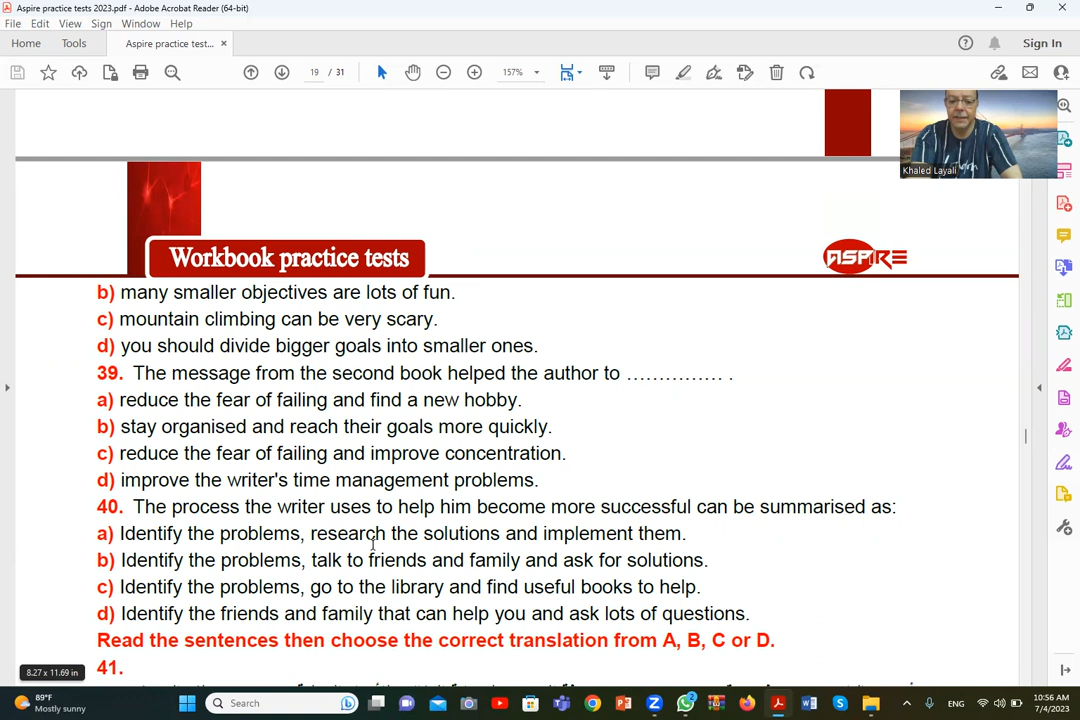 Aspire practice tests 2023.pdf - Adobe Acrobat Reader (64-bit)
File Edit View Sign Window Help
Home Tools Aspire practice test... × Sign In
19 / 31 157%
Khaled Layali
Workbook practice tests
ASPIRE
b) many smaller objectives are lots of fun.
c) mountain climbing can be very scary.
d) you should divide bigger goals into smaller ones.
39. The message from the second book helped the author to …………… .
a) reduce the fear of failing and find a new hobby.
b) stay organised and reach their goals more quickly.
c) reduce the fear of failing and improve concentration.
d) improve the writer's time management problems.
40. The process the writer uses to help him become more successful can be summarised as:
a) Identify the problems, research the solutions and implement them.
b) Identify the problems, talk to friends and family and ask for solutions.
c) Identify the problems, go to the library and find useful books to help.
d) Identify the friends and family that can help you and ask lots of questions.
Read the sentences then choose the correct translation from A, B, C or D.
41.
8.27 x 11.69 in
89°F
Mostly sunny
Search
2
ENG
10:56 AM
7/4/2023